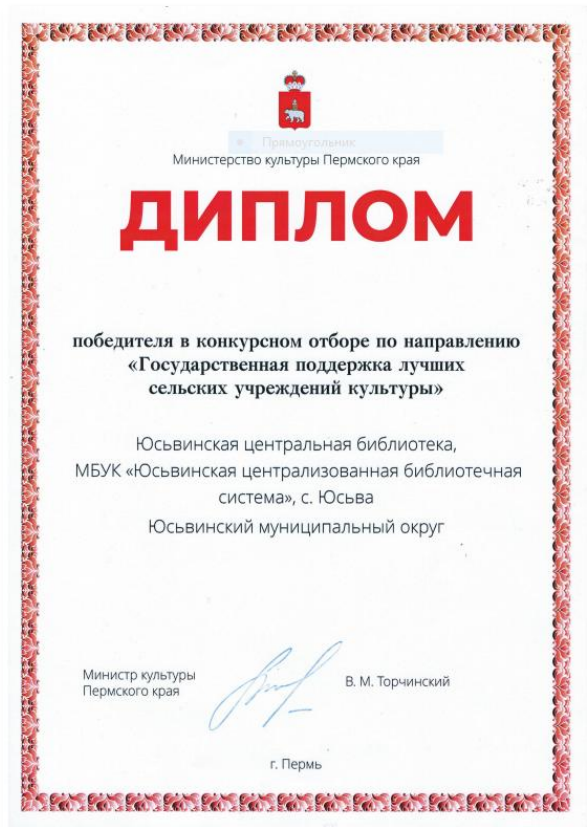 Прямоугольник
Министерство культуры Пермского края
ДИПЛОМ
победителя в конкурсном отборе по направлению
«Государственная поддержка лучших
сельских учреждений культуры»
Юсьвинская центральная библиотека,
МБУК «Юсьвинская централизованная библиотечная
система», с. Юсьва
Юсьвинский муниципальный округ
Министр культуры
Пермского края
В. М. Торчинский
г. Пермь